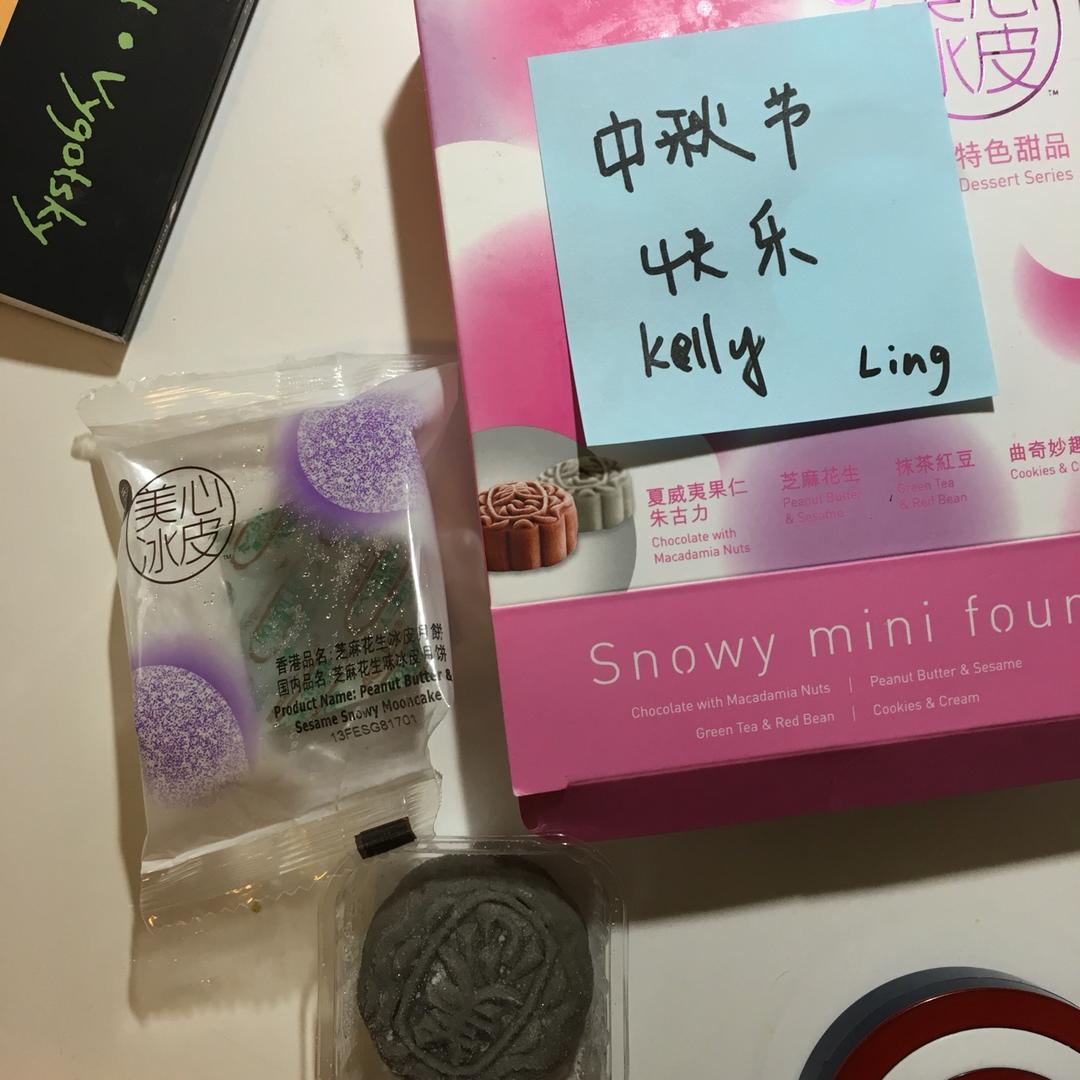 Vygotsky
中秋节
快乐
Kelly
Ling
美心
冰皮
TM
特色甜品
Dessert Series
夏威夷果仁
朱古力
Chocolate with
Macadamia Nuts
芝麻花生
Peanut Butter
& Sesame
抹茶紅豆
Green Tea
& Red Bean
曲奇妙趣
Cookies & C
Snowy mini four
Chocolate with Macadamia Nuts | Peanut Butter & Sesame
Green Tea & Red Bean | Cookies & Cream
美心
冰皮
TM
香港品名:芝麻花生冰皮月餅
国内品名:芝麻花生味冰皮月饼
Product Name: Peanut Butter &
Sesame Snowy Mooncake
13FESG81701